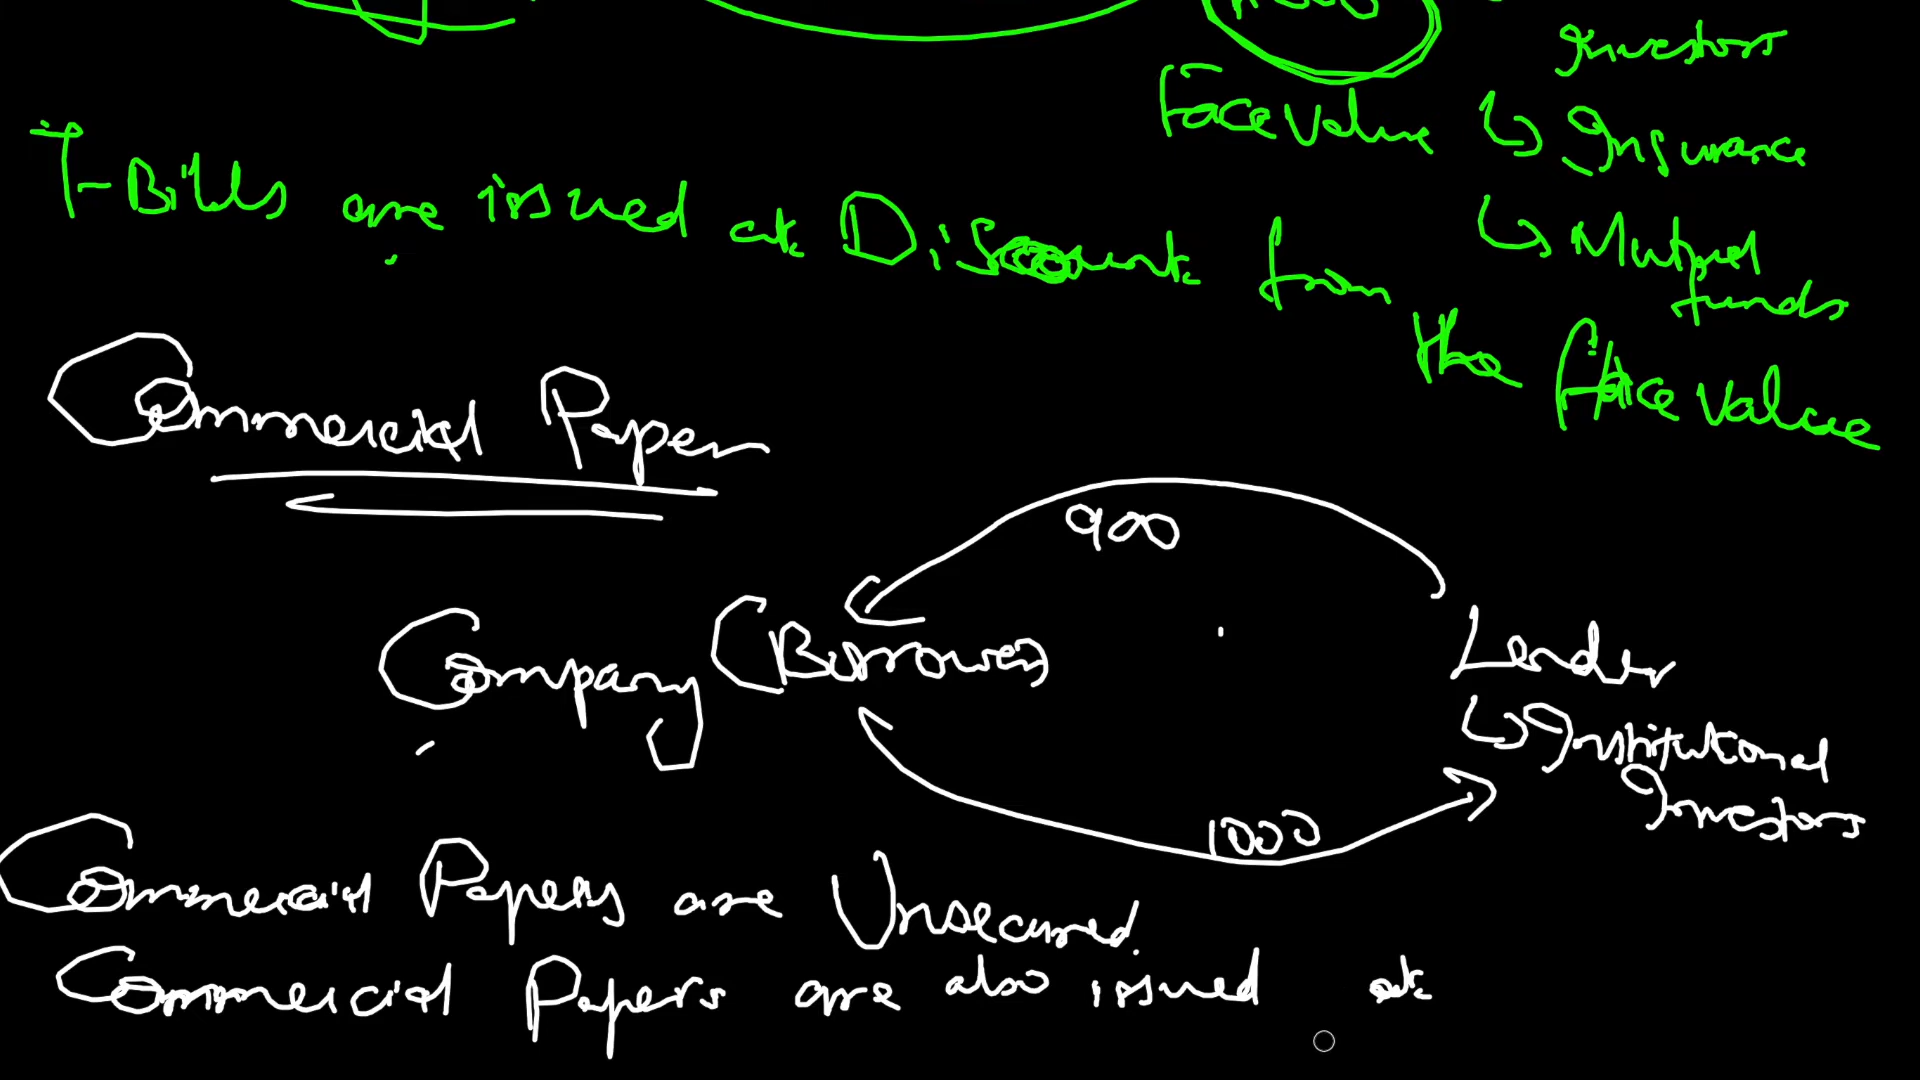 Investors
Face Value
↳ Insurance
↳ Mutual
funds
T-Bills are issued at Discount from
the Face Value
Commercial Paper
900
Company (Borrower)
Lender
↳ Institutional
Investors
1000
Commercial Papers are Unsecured.
Commercial Papers are also issued at